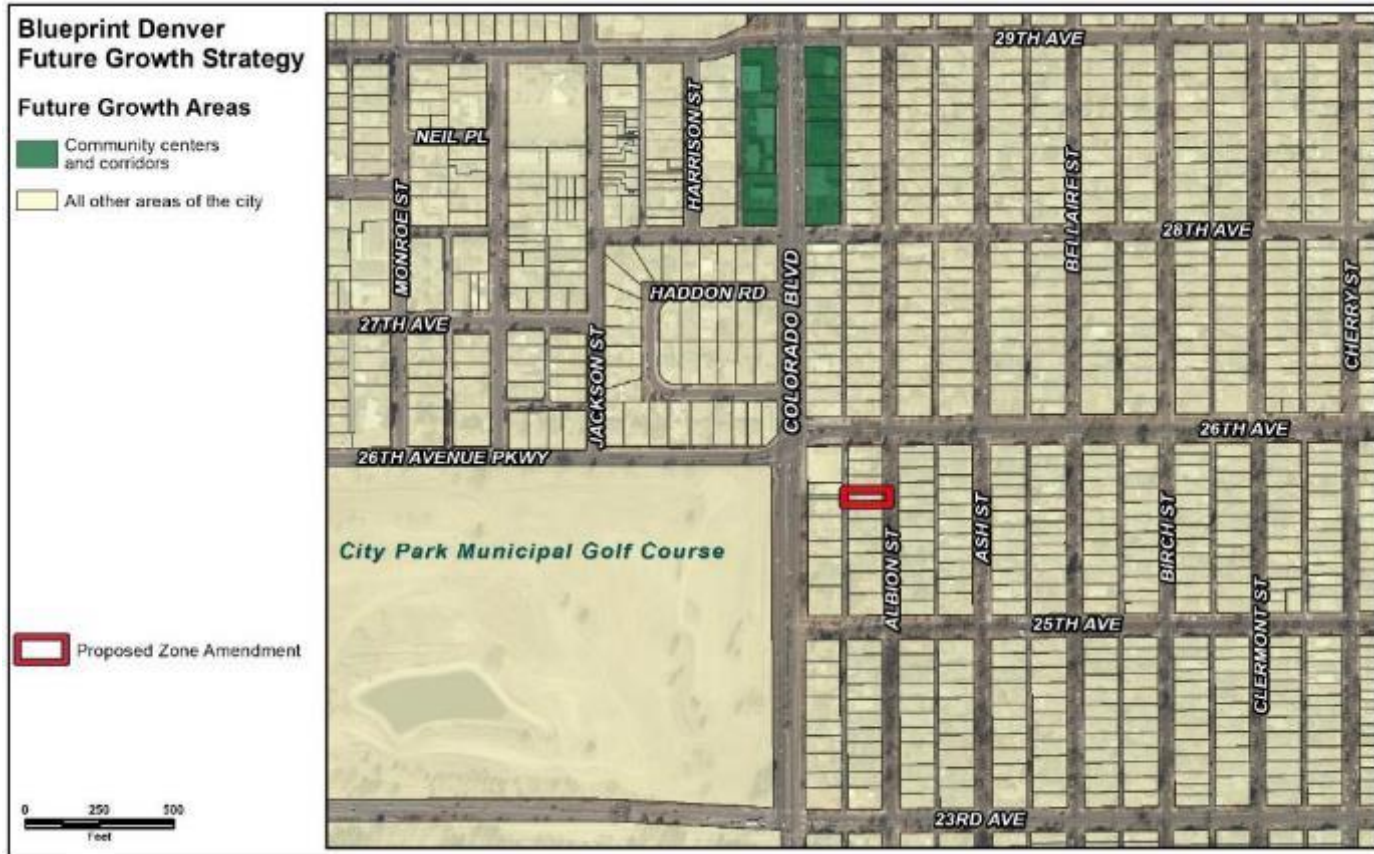 Blueprint Denver
Future Growth Strategy
Future Growth Areas
Community centers
and corridors
All other areas of the city
Proposed Zone Amendment
0 250 500
Feet
29TH AVE
NEIL PL
HARRISON ST
MONROE ST
BELLAIRE ST
28TH AVE
COLORADO BLVD
HADDON RD
CHERRY ST
27TH AVE
JACKSON ST
26TH AVE
26TH AVENUE PKWY
City Park Municipal Golf Course
ALBION ST
ASH ST
BIRCH ST
CLERMONT ST
25TH AVE
23RD AVE